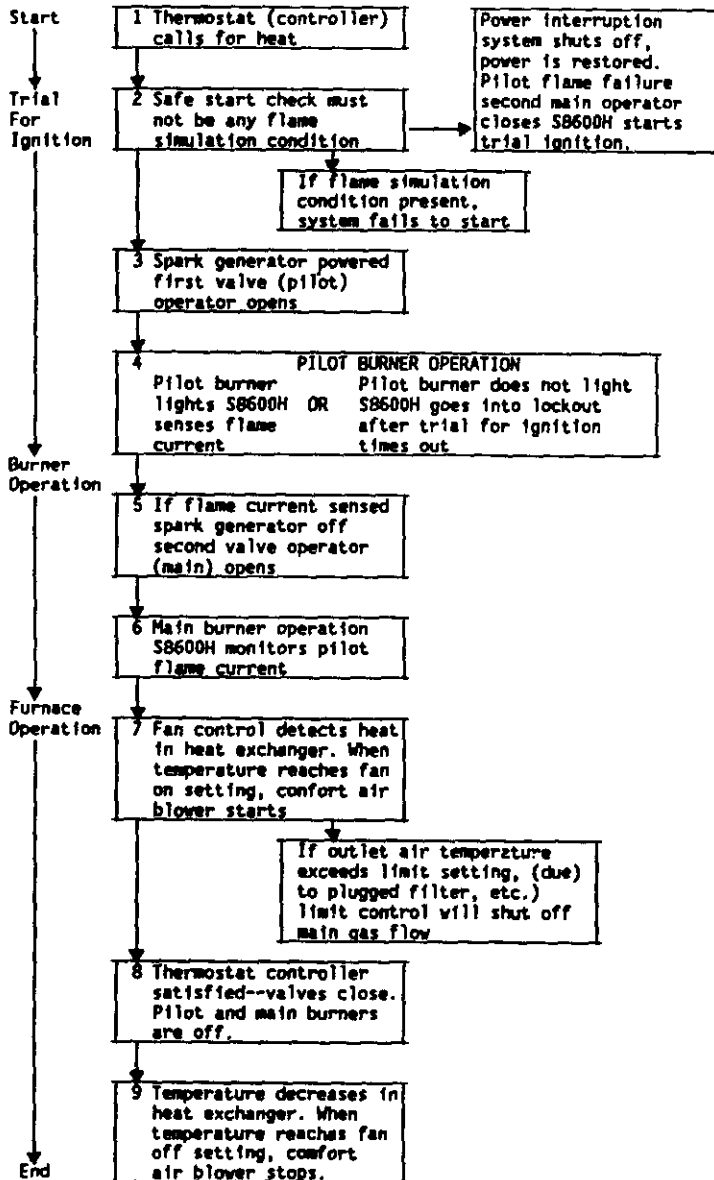 Start
Trial
For
Ignition
Burner
Operation
Furnace
Operation
End
1 Thermostat (controller)
calls for heat
2 Safe start check must
not be any flame
simulation condition
Power interruption
system shuts off,
power is restored.
Pilot flame failure
second main operator
closes S8600H starts
trial ignition.
If flame simulation
condition present,
system fails to start
3 Spark generator powered
first valve (pilot)
operator opens
4 PILOT BURNER OPERATION
Pilot burner
lights S8600H OR
senses flame
current
Pilot burner does not light
S8600H goes into lockout
after trial for ignition
times out
5 If flame current sensed
spark generator off
second valve operator
(main) opens
6 Main burner operation
S8600H monitors pilot
flame current
7 Fan control detects heat
in heat exchanger. When
temperature reaches fan
on setting, confort air
blower starts
If outlet air temperzture
exceeds limit setting, (due)
to plugged filter, etc.)
limit control will shut off
main gas flow
8 Thermostat controller
satisfied--valves close.
Pilot and main burners
are off.
9 Temperature decreases in
heat exchanger. When
temperature reaches fan
off setting, comfort
air blower stops.